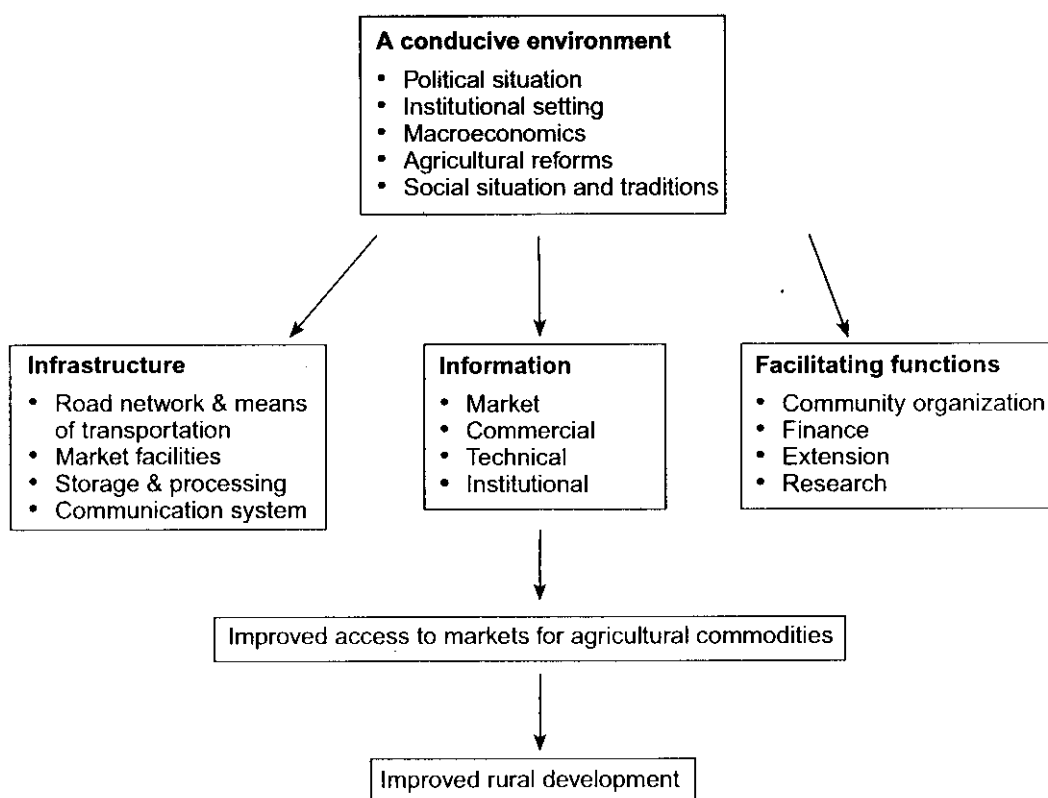 A conducive environment
• Political situation
• Institutional setting
• Macroeconomics
• Agricultural reforms
• Social situation and traditions
Infrastructure
• Road network & means
of transportation
• Market facilities
• Storage & processing
• Communication system
Information
• Market
• Commercial
• Technical
• Institutional
Facilitating functions
• Community organization
• Finance
• Extension
• Research
Improved access to markets for agricultural commodities
Improved rural development